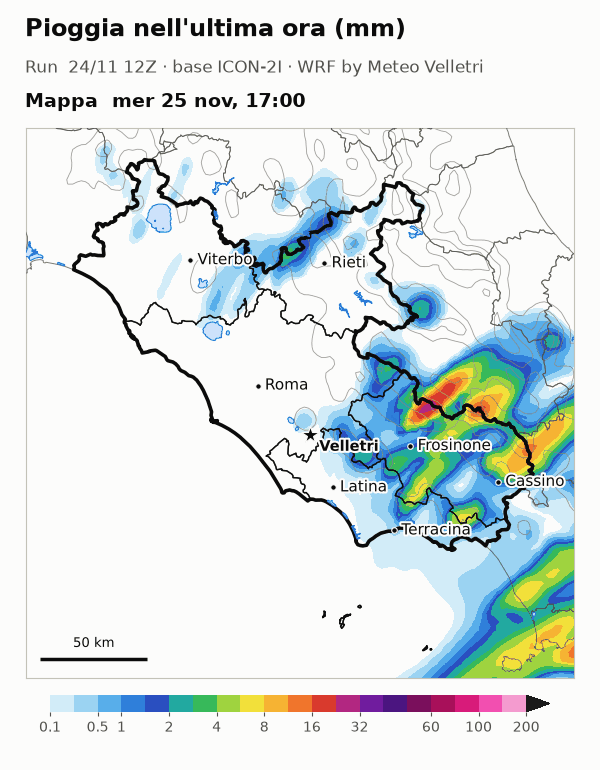 Pioggia nell'ultima ora (mm)
Run  24/11 12Z · base ICON-2I · WRF by Meteo Velletri
Mappa  mer 25 nov, 17:00
Viterbo
Rieti
Roma
Velletri
Frosinone
Cassino
Latina
Terracina
50 km
0.1 0.5 1 2 4 8 16 32 60 100 200